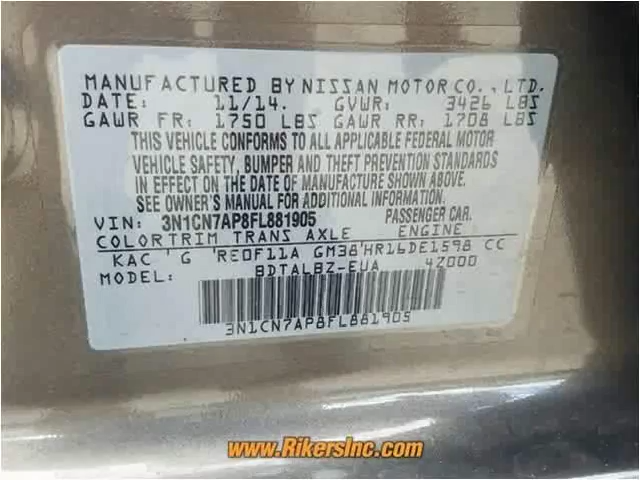 MANUFACTURED BY NISSAN MOTOR CO., LTD.
DATE: 11/14. GVWR: 3426 LBS
GAWR FR: 1750 LBS GAWR RR: 1708 LBS
THIS VEHICLE CONFORMS TO ALL APPLICABLE FEDERAL MOTOR
VEHICLE SAFETY, BUMPER AND THEFT PREVENTION STANDARDS
IN EFFECT ON THE DATE OF MANUFACTURE SHOWN ABOVE.
SEE OWNER'S MANUAL FOR ADDITIONAL INFORMATION.
VIN: 3N1CN7AP8FL881905 PASSENGER CAR.
COLOR TRIM TRANS AXLE ENGINE
KAC G RE0F11A GM38 HR16DE1598 CC
MODEL: BDTALBZ-EUA 4Z000
3N1CN7AP8FL881905
www.RikersInc.com